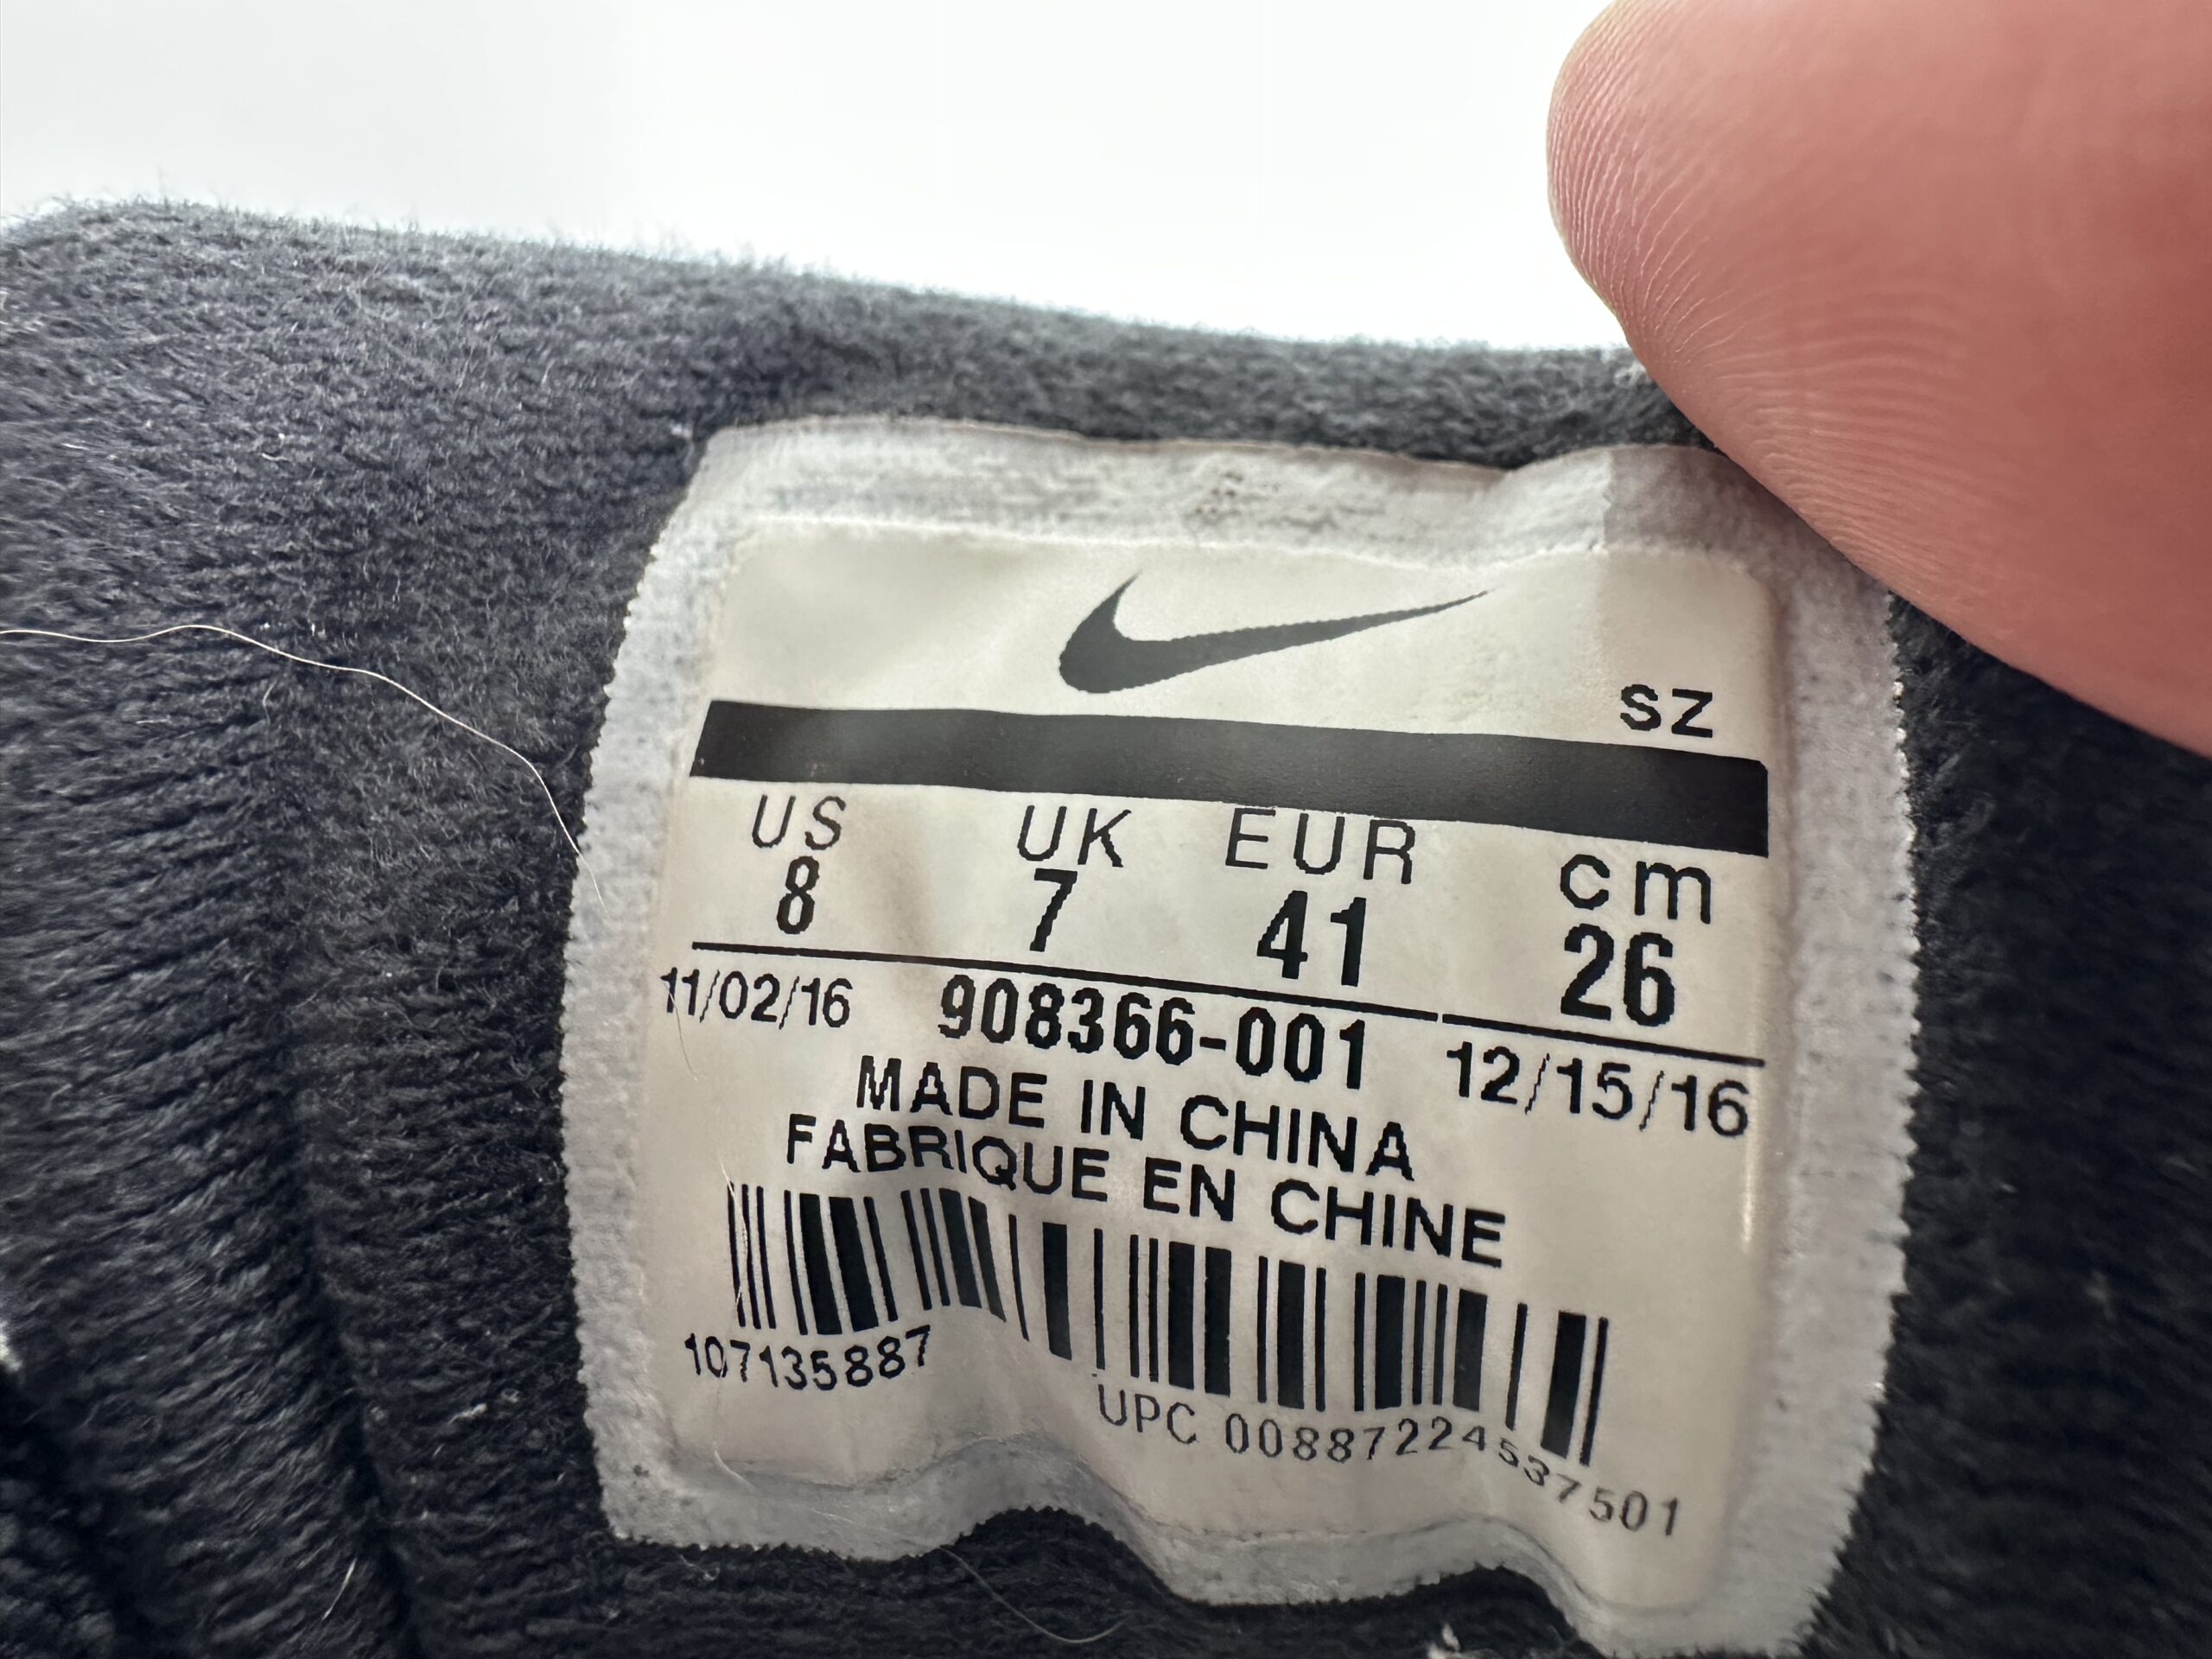 SZ
US UK EUR cm
8 7 41 26
11/02/16 908366-001 12/15/16
MADE IN CHINA
FABRIQUE EN CHINE
107135887
UPC 00887224537501